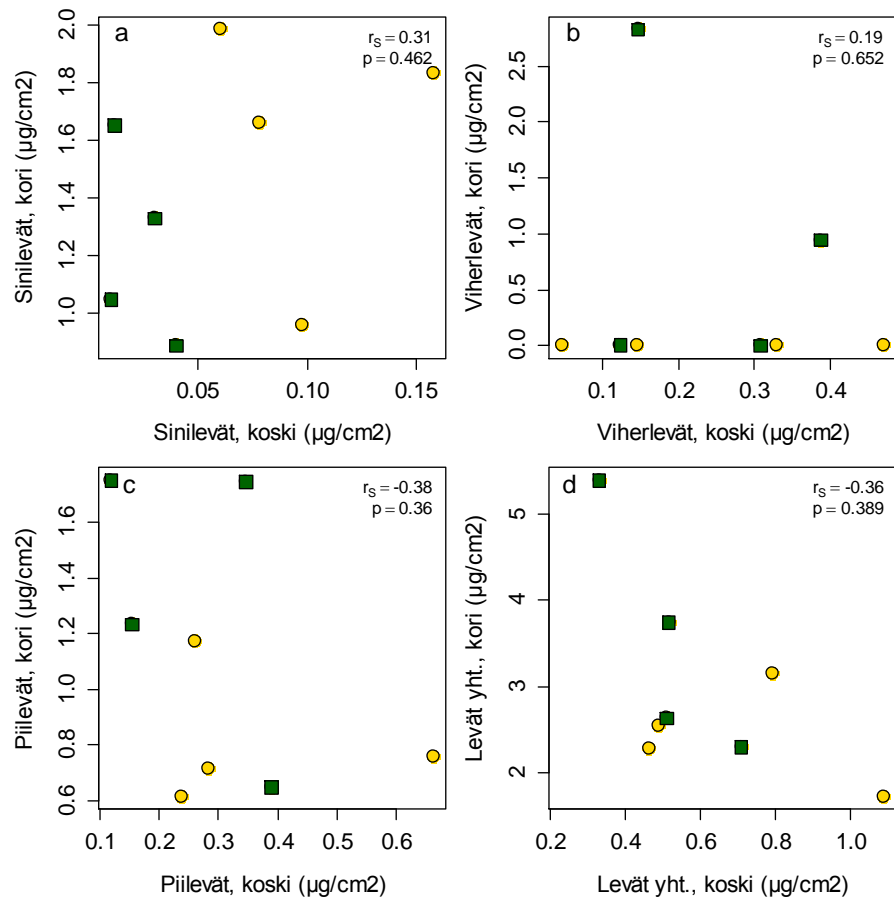 a
r_S = 0.31
p = 0.462
2.0
1.8
1.6
1.4
1.2
1.0
Sinilevät, kori (µg/cm2)
0.05
0.10
0.15
Sinilevät, koski (µg/cm2)
b
r_S = 0.19
p = 0.652
2.5
2.0
1.5
1.0
0.5
0.0
Viherlevät, kori (µg/cm2)
0.1
0.2
0.3
0.4
Viherlevät, koski (µg/cm2)
c
r_S = -0.38
p = 0.36
1.6
1.4
1.2
1.0
0.8
0.6
Piilevät, kori (µg/cm2)
0.1
0.2
0.3
0.4
0.5
0.6
Piilevät, koski (µg/cm2)
d
r_S = -0.36
p = 0.389
5
4
3
2
Levät yht., kori (µg/cm2)
0.2
0.4
0.6
0.8
1.0
Levät yht., koski (µg/cm2)